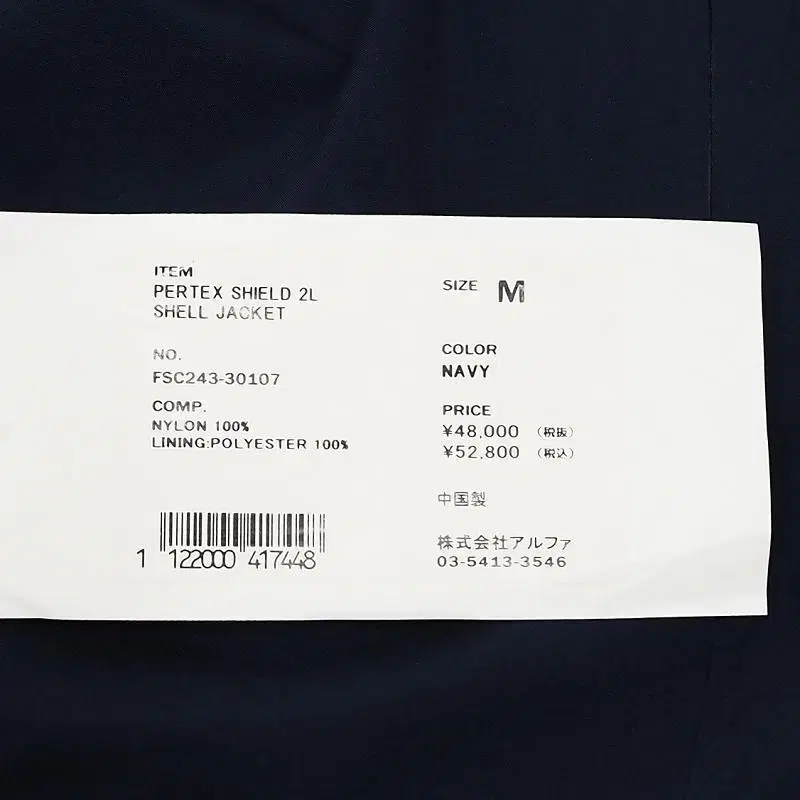 ITEM
PERTEX SHIELD 2L
SHELL JACKET
NO.
FSC243-30107
COMP.
NYLON 100%
LINING:POLYESTER 100%
1 122000 417448
SIZE M
COLOR
NAVY
PRICE
¥48,000 (税抜)
¥52,800 (税込)
中国製
株式会社アルファ
03-5413-3546